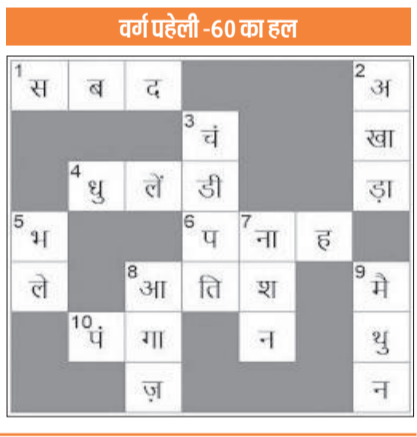 वर्ग पहेली -60 का हल
1 स ब द 2 अ
3 चं खा
4 धु लें डी ड़ा
5 भ 6 प 7 ना ह
ले 8 आ ति श 9 मै
10 पं गा न थु
ज़ न